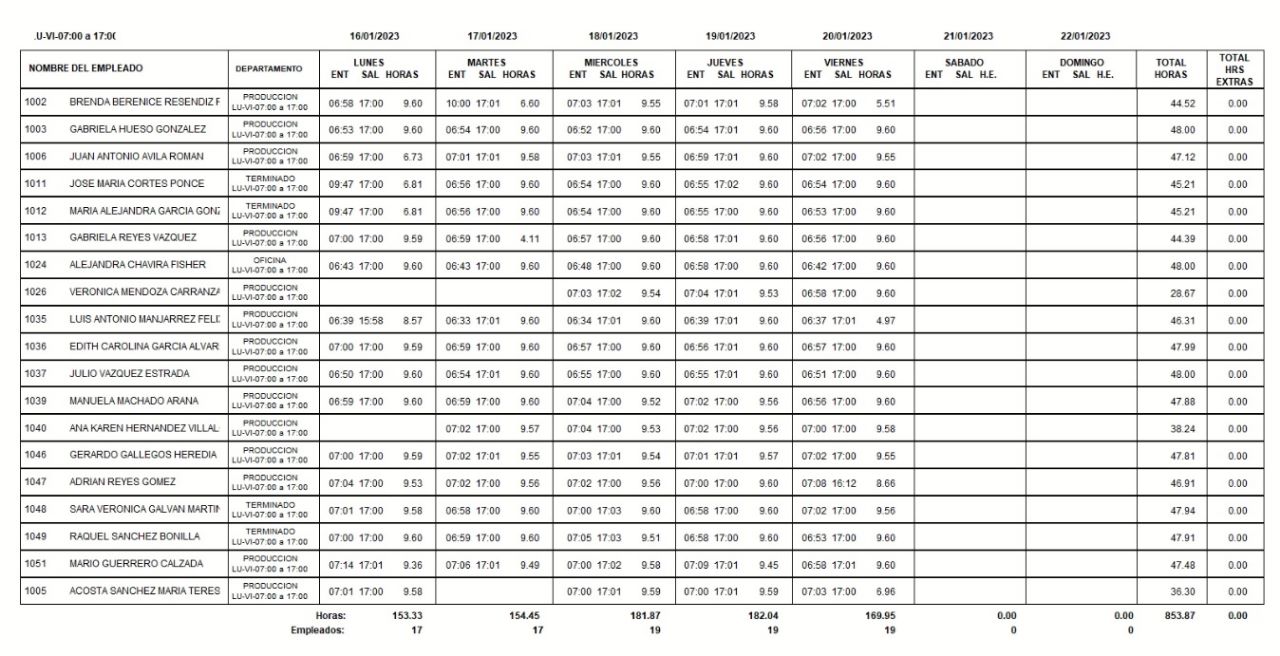 .U-VI-07:00 a 17:00 16/01/2023 17/01/2023 18/01/2023 19/01/2023 20/01/2023 21/01/2023 22/01/2023
NOMBRE DEL EMPLEADO DEPARTAMENTO LUNES MARTES MIERCOLES JUEVES VIERNES SABADO DOMINGO TOTAL HORAS TOTAL HRS EXTRAS
ENT SAL HORAS ENT SAL HORAS ENT SAL HORAS ENT SAL HORAS ENT SAL HORAS ENT SAL H.E. ENT SAL H.E.
1002 BRENDA BERENICE RESENDIZ F PRODUCCION LU-VI-07:00 a 17:00 06:58 17:00 9.60 10:00 17:01 6.60 07:03 17:01 9.55 07:01 17:01 9.58 07:02 17:00 5.51 44.52 0.00
1003 GABRIELA HUESO GONZALEZ PRODUCCION LU-VI-07:00 a 17:00 06:53 17:00 9.60 06:54 17:00 9.60 06:52 17:00 9.60 06:54 17:01 9.60 06:56 17:00 9.60 48.00 0.00
1006 JUAN ANTONIO AVILA ROMAN PRODUCCION LU-VI-07:00 a 17:00 06:59 17:00 6.73 07:01 17:01 9.58 07:03 17:01 9.55 06:59 17:01 9.60 07:02 17:00 9.55 47.12 0.00
1011 JOSE MARIA CORTES PONCE TERMINADO LU-VI-07:00 a 17:00 09:47 17:00 6.81 06:56 17:00 9.60 06:54 17:00 9.60 06:55 17:02 9.60 06:54 17:00 9.60 45.21 0.00
1012 MARIA ALEJANDRA GARCIA GONZ TERMINADO LU-VI-07:00 a 17:00 09:47 17:00 6.81 06:56 17:00 9.60 06:54 17:00 9.60 06:55 17:00 9.60 06:53 17:00 9.60 45.21 0.00
1013 GABRIELA REYES VAZQUEZ PRODUCCION LU-VI-07:00 a 17:00 07:00 17:00 9.59 06:59 17:00 4.11 06:57 17:00 9.60 06:58 17:01 9.60 06:56 17:00 9.60 44.39 0.00
1024 ALEJANDRA CHAVIRA FISHER OFICINA LU-VI-07:00 a 17:00 06:43 17:00 9.60 06:43 17:00 9.60 06:48 17:00 9.60 06:58 17:00 9.60 06:42 17:00 9.60 48.00 0.00
1026 VERONICA MENDOZA CARRANZA PRODUCCION LU-VI-07:00 a 17:00 07:03 17:02 9.54 07:04 17:01 9.53 06:58 17:00 9.60 28.67 0.00
1035 LUIS ANTONIO MANJARREZ FELI PRODUCCION LU-VI-07:00 a 17:00 06:39 15:58 8.57 06:33 17:01 9.60 06:34 17:01 9.60 06:39 17:01 9.60 06:37 17:01 4.97 46.31 0.00
1036 EDITH CAROLINA GARCIA ALVAR PRODUCCION LU-VI-07:00 a 17:00 07:00 17:00 9.59 06:59 17:00 9.60 06:57 17:00 9.60 06:56 17:01 9.60 06:57 17:00 9.60 47.99 0.00
1037 JULIO VAZQUEZ ESTRADA PRODUCCION LU-VI-07:00 a 17:00 06:50 17:00 9.60 06:54 17:01 9.60 06:55 17:00 9.60 06:55 17:01 9.60 06:51 17:00 9.60 48.00 0.00
1039 MANUELA MACHADO ARANA PRODUCCION LU-VI-07:00 a 17:00 06:59 17:00 9.60 06:59 17:00 9.60 07:04 17:00 9.52 07:02 17:00 9.56 06:56 17:00 9.60 47.88 0.00
1040 ANA KAREN HERNANDEZ VILLAL PRODUCCION LU-VI-07:00 a 17:00 07:02 17:00 9.57 07:04 17:00 9.53 07:02 17:00 9.56 07:00 17:00 9.58 38.24 0.00
1046 GERARDO GALLEGOS HEREDIA PRODUCCION LU-VI-07:00 a 17:00 07:00 17:00 9.59 07:02 17:01 9.55 07:03 17:01 9.54 07:01 17:01 9.57 07:02 17:00 9.55 47.81 0.00
1047 ADRIAN REYES GOMEZ PRODUCCION LU-VI-07:00 a 17:00 07:04 17:00 9.53 07:02 17:00 9.56 07:02 17:00 9.56 07:00 17:00 9.60 07:08 16:12 8.66 46.91 0.00
1048 SARA VERONICA GALVAN MARTIN TERMINADO LU-VI-07:00 a 17:00 07:01 17:00 9.58 06:58 17:00 9.60 07:00 17:03 9.60 06:58 17:00 9.60 07:02 17:00 9.56 47.94 0.00
1049 RAQUEL SANCHEZ BONILLA TERMINADO LU-VI-07:00 a 17:00 07:00 17:00 9.60 06:59 17:00 9.60 07:05 17:03 9.51 06:58 17:00 9.60 06:53 17:00 9.60 47.91 0.00
1051 MARIO GUERRERO CALZADA PRODUCCION LU-VI-07:00 a 17:00 07:14 17:01 9.36 07:06 17:01 9.49 07:00 17:02 9.58 07:09 17:01 9.45 06:58 17:01 9.60 47.48 0.00
1005 ACOSTA SANCHEZ MARIA TERES PRODUCCION LU-VI-07:00 a 17:00 07:01 17:00 9.58 07:00 17:01 9.59 07:00 17:01 9.59 07:03 17:00 6.96 36.30 0.00
Horas: 153.33 154.45 181.87 182.04 169.95 0.00 0.00 853.87 0.00
Empleados: 17 17 19 19 19 0 0